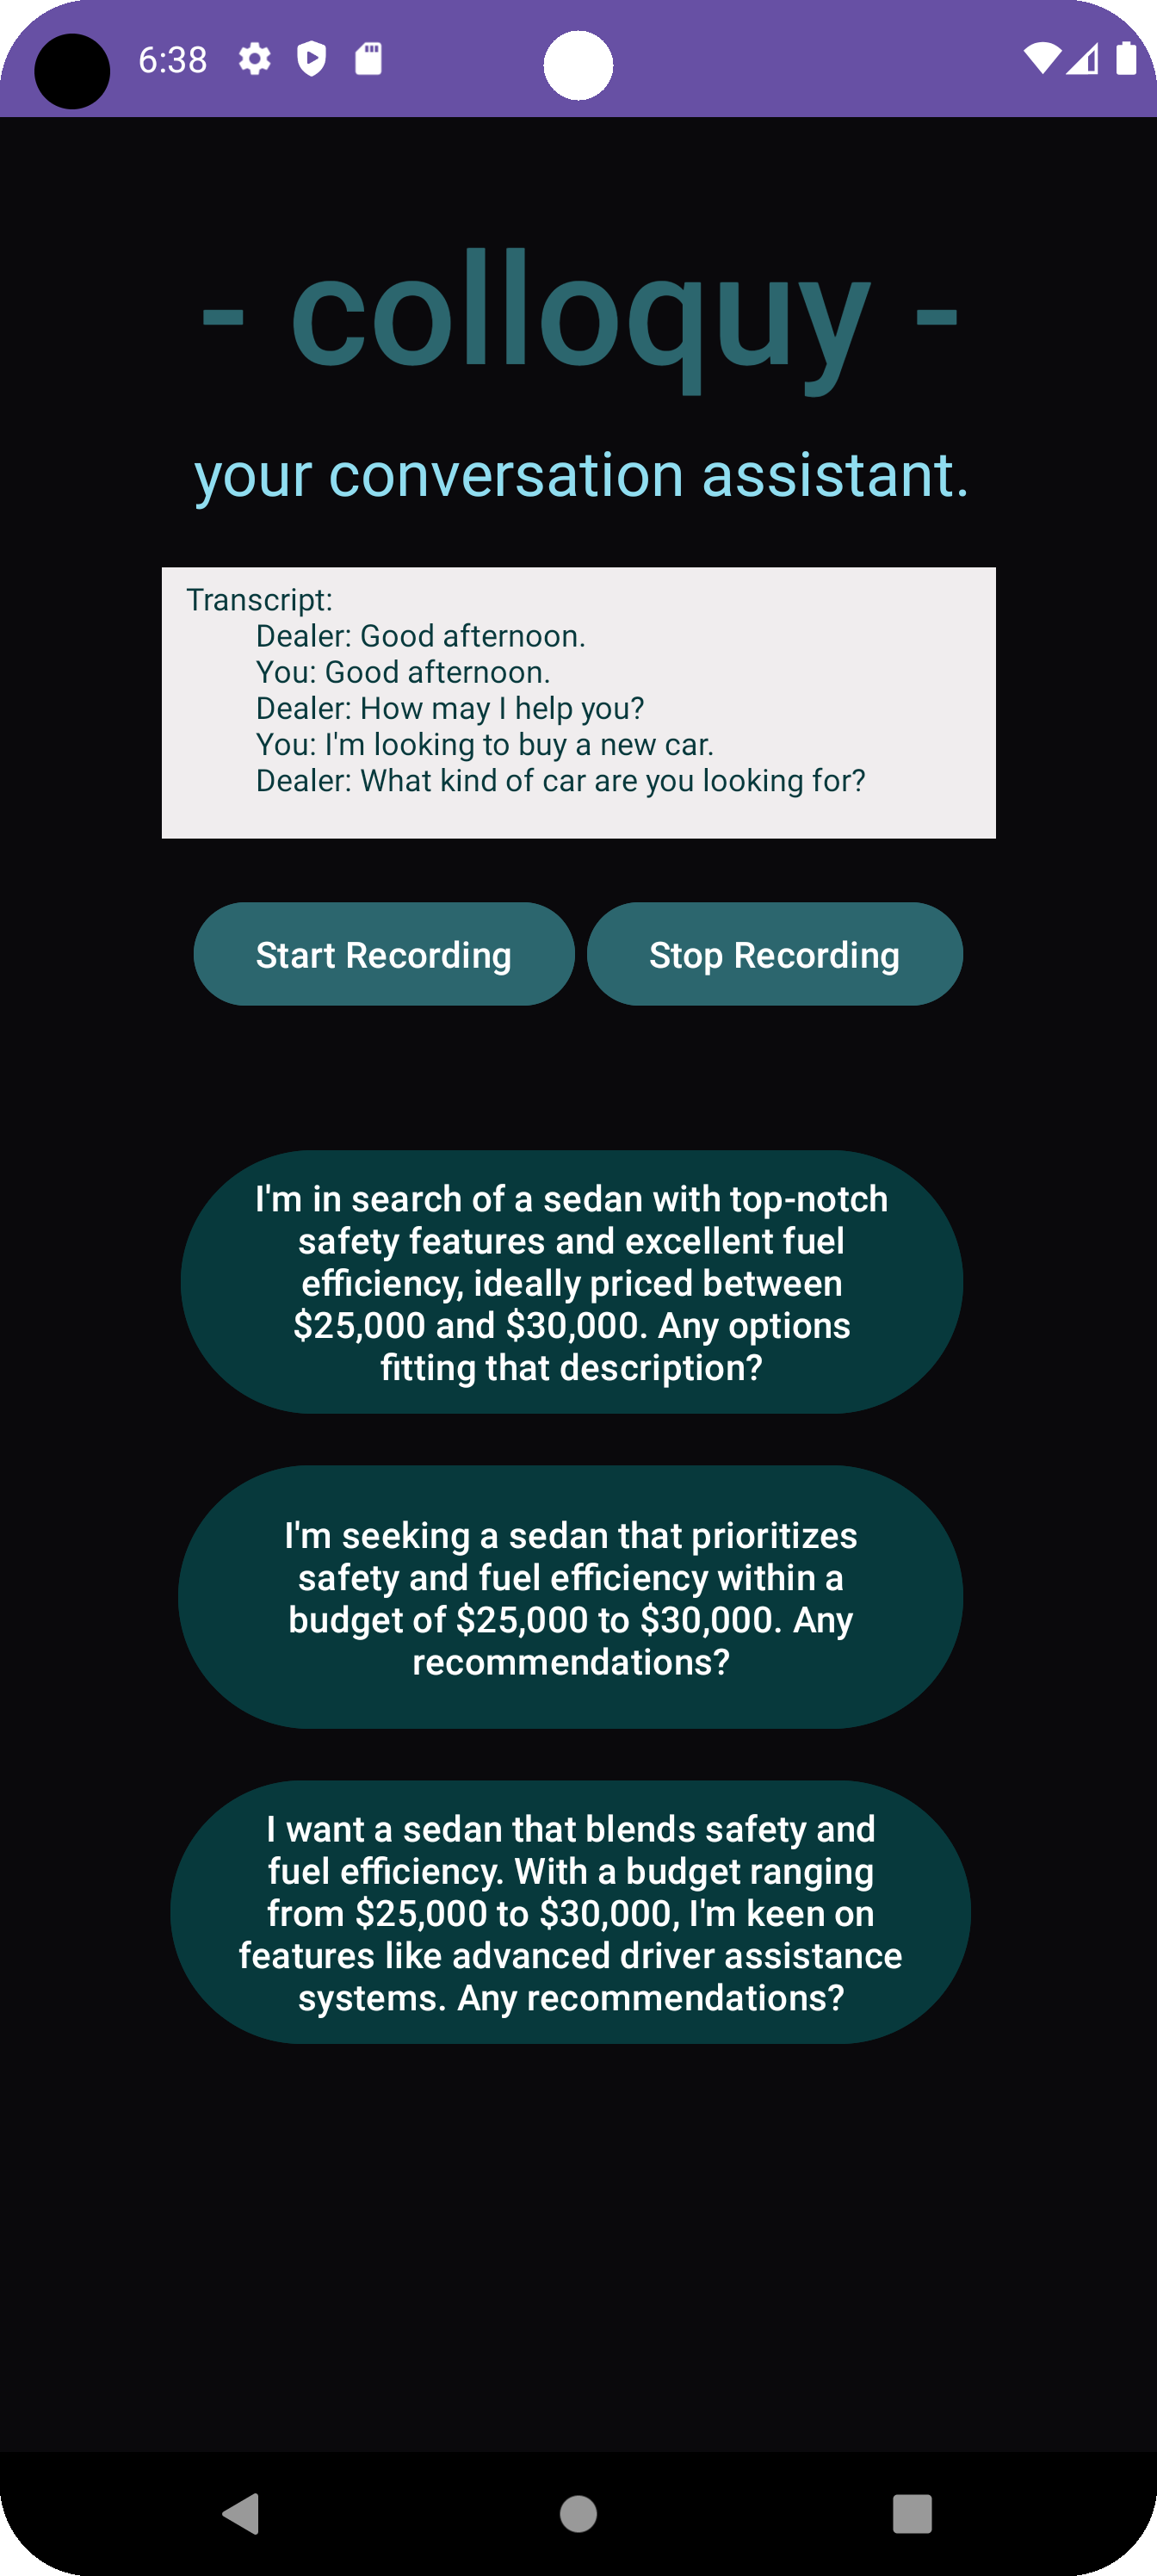 6:38
- colloquy -
your conversation assistant.
Transcript:
Dealer: Good afternoon.
You: Good afternoon.
Dealer: How may I help you?
You: I'm looking to buy a new car.
Dealer: What kind of car are you looking for?
Start Recording
Stop Recording
I'm in search of a sedan with top-notch
safety features and excellent fuel
efficiency, ideally priced between
$25,000 and $30,000. Any options
fitting that description?
I'm seeking a sedan that prioritizes
safety and fuel efficiency within a
budget of $25,000 to $30,000. Any
recommendations?
I want a sedan that blends safety and
fuel efficiency. With a budget ranging
from $25,000 to $30,000, I'm keen on
features like advanced driver assistance
systems. Any recommendations?